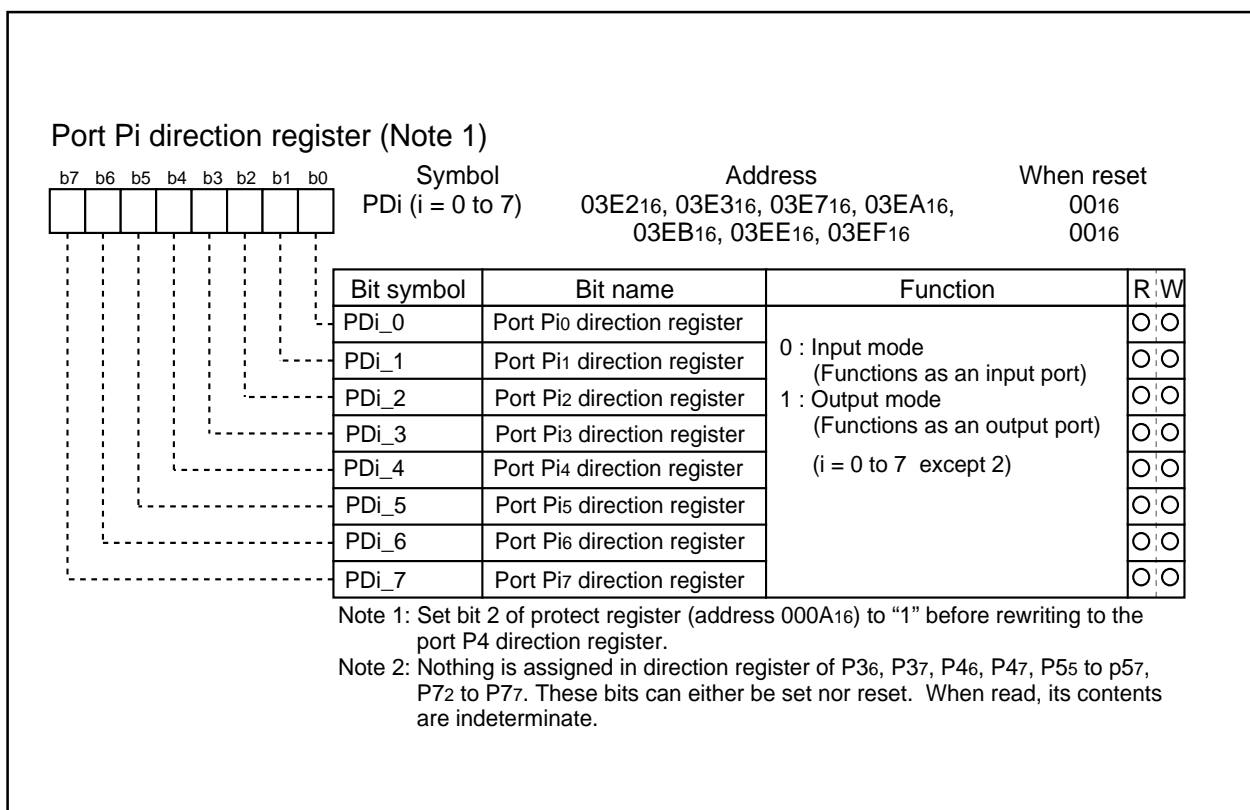 Port Pi direction register (Note 1)
b7 b6 b5 b4 b3 b2 b1 b0
Symbol Address When reset
PDi (i = 0 to 7) 03E216, 03E316, 03E716, 03EA16, 0016
03EB16, 03EE16, 03EF16 0016
Bit symbol Bit name Function R W
PDi_0 Port Pi0 direction register
PDi_1 Port Pi1 direction register
PDi_2 Port Pi2 direction register
PDi_3 Port Pi3 direction register
PDi_4 Port Pi4 direction register
PDi_5 Port Pi5 direction register
PDi_6 Port Pi6 direction register
PDi_7 Port Pi7 direction register
0 : Input mode
(Functions as an input port)
1 : Output mode
(Functions as an output port)
(i = 0 to 7 except 2)
Note 1: Set bit 2 of protect register (address 000A16) to “1” before rewriting to the
port P4 direction register.
Note 2: Nothing is assigned in direction register of P36, P37, P46, P47, P55 to p57,
P72 to P77. These bits can either be set nor reset. When read, its contents
are indeterminate.